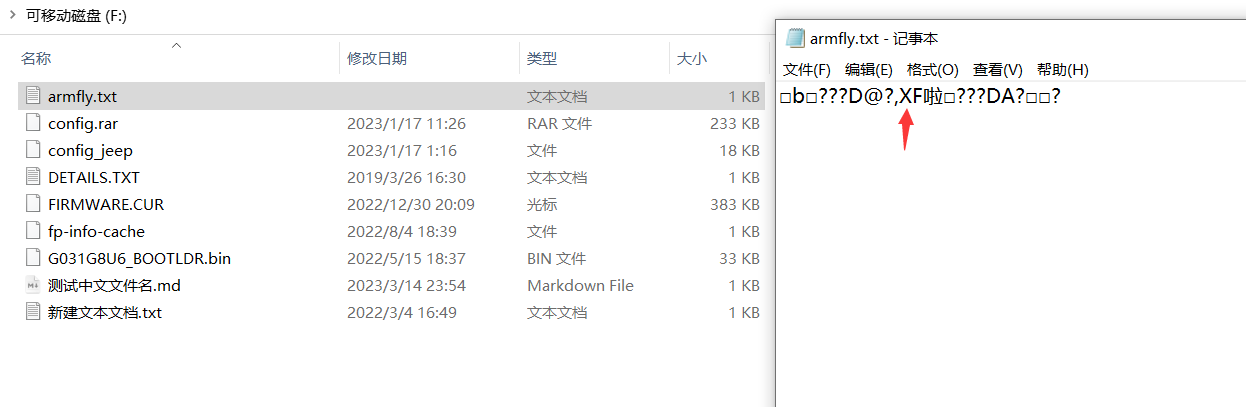 可移动磁盘 (F:)
名称 修改日期 类型 大小
armfly.txt 文本文档 1 KB
config.rar 2023/1/17 11:26 RAR 文件 233 KB
config_jeep 2023/1/17 1:16 文件 18 KB
DETAILS.TXT 2019/3/26 16:30 文本文档 1 KB
FIRMWARE.CUR 2022/12/30 20:09 光标 383 KB
fp-info-cache 2022/8/4 18:39 文件 1 KB
G031G8U6_BOOTLDR.bin 2022/5/15 18:37 BIN 文件 33 KB
测试中文文件名.md 2023/3/14 23:54 Markdown File 1 KB
新建文本文档.txt 2022/3/4 16:49 文本文档 1 KB
armfly.txt - 记事本
文件(F) 编辑(E) 格式(O) 查看(V) 帮助(H)
□b□???D@?,XF啦□???DA?□□?